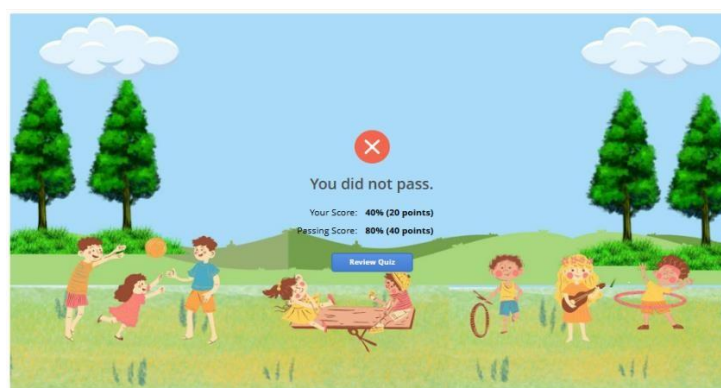 You did not pass.
Your Score: 40% (20 points)
Passing Score: 80% (40 points)
Review Quiz